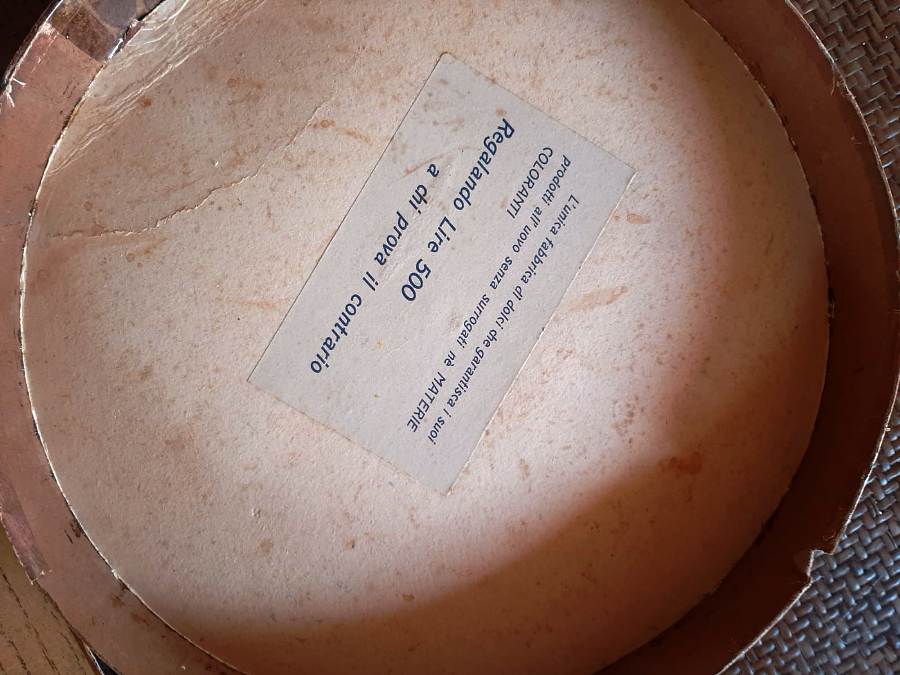 L'unica fabbrica di dolci che garantisca i suoi
prodotti all' uovo senza surrogati nè MATERIE
COLORANTI
Regalando Lire 500
a chi prova il contrario